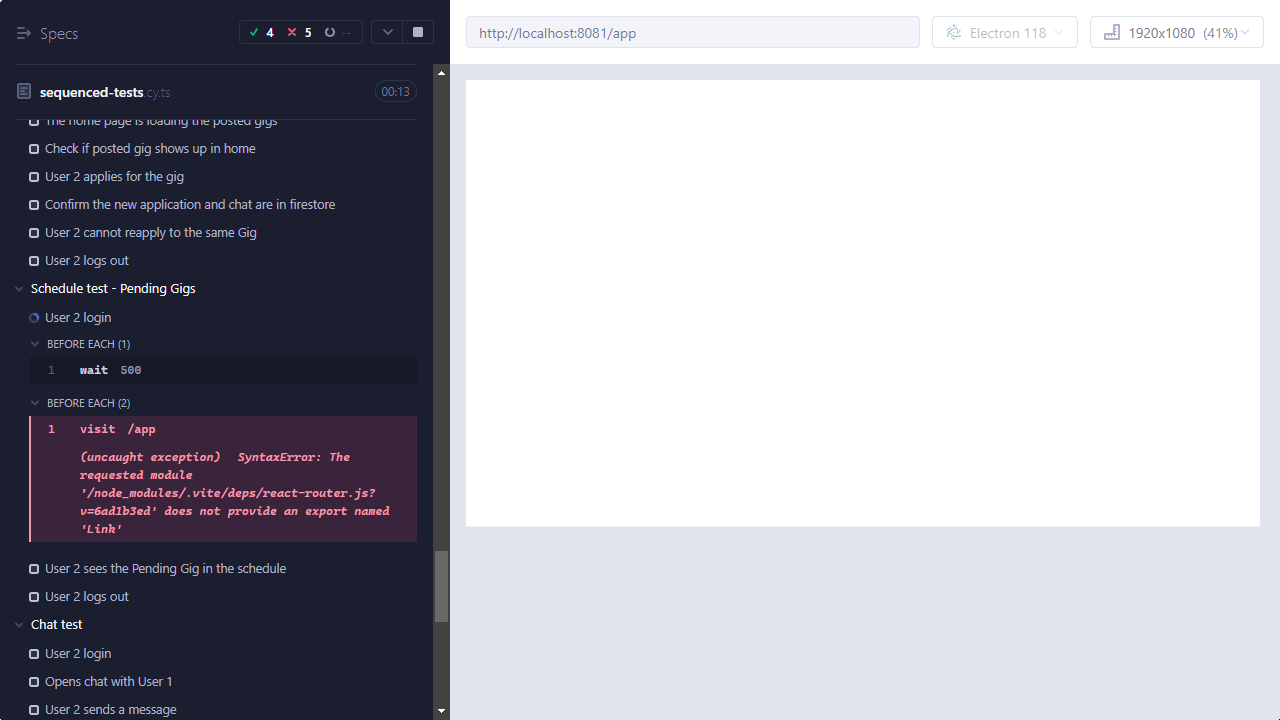 Specs
4
5
--
http://localhost:8081/app
Electron 118
1920x1080 (41%)
sequenced-tests.cy.ts
00:13
The home page is loading the posted gigs
Check if posted gig shows up in home
User 2 applies for the gig
Confirm the new application and chat are in firestore
User 2 cannot reapply to the same Gig
User 2 logs out
Schedule test - Pending Gigs
User 2 login
BEFORE EACH (1)
1 wait 500
BEFORE EACH (2)
1 visit /app
(uncaught exception) SyntaxError: The
requested module
'/node_modules/.vite/deps/react-router.js?
v=6ad1b3ed' does not provide an export named
'Link'
User 2 sees the Pending Gig in the schedule
User 2 logs out
Chat test
User 2 login
Opens chat with User 1
User 2 sends a message